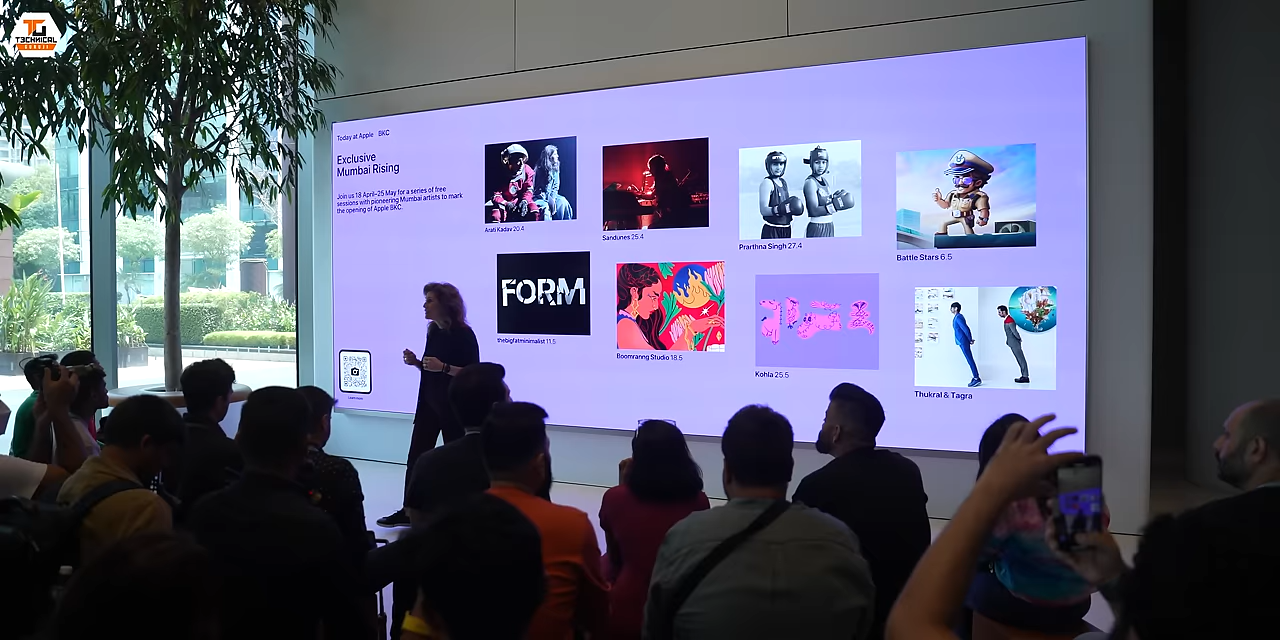 TG
TECHNICAL
GURUJI
Today at Apple BKC
Exclusive
Mumbai Rising
Join us 18 April–25 May for a series of free
sessions with pioneering Mumbai artists to mark
the opening of Apple BKC.
Arati Kadav 20.4
Sandunes 25.4
Prarthna Singh 27.4
Battle Stars 6.5
FORM
thebigfatminimalist 11.5
Boomranng Studio 18.5
Kohla 25.5
Thukral & Tagra
Learn more